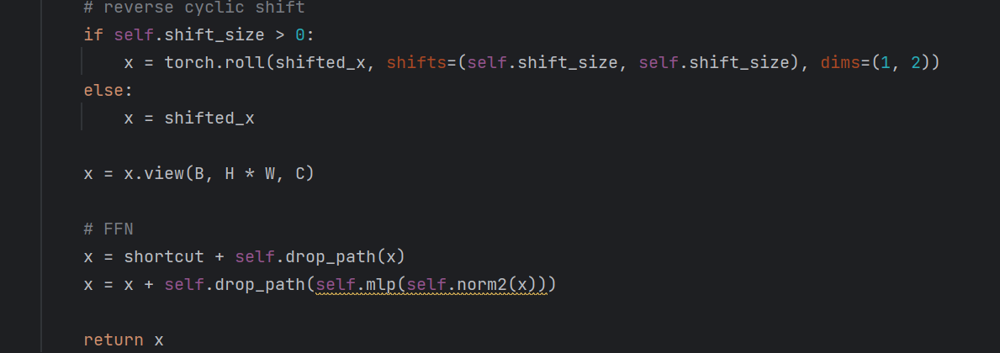 # reverse cyclic shift
if self.shift_size > 0:
    x = torch.roll(shifted_x, shifts=(self.shift_size, self.shift_size), dims=(1, 2))
else:
    x = shifted_x

x = x.view(B, H * W, C)

# FFN
x = shortcut + self.drop_path(x)
x = x + self.drop_path(self.mlp(self.norm2(x)))

return x